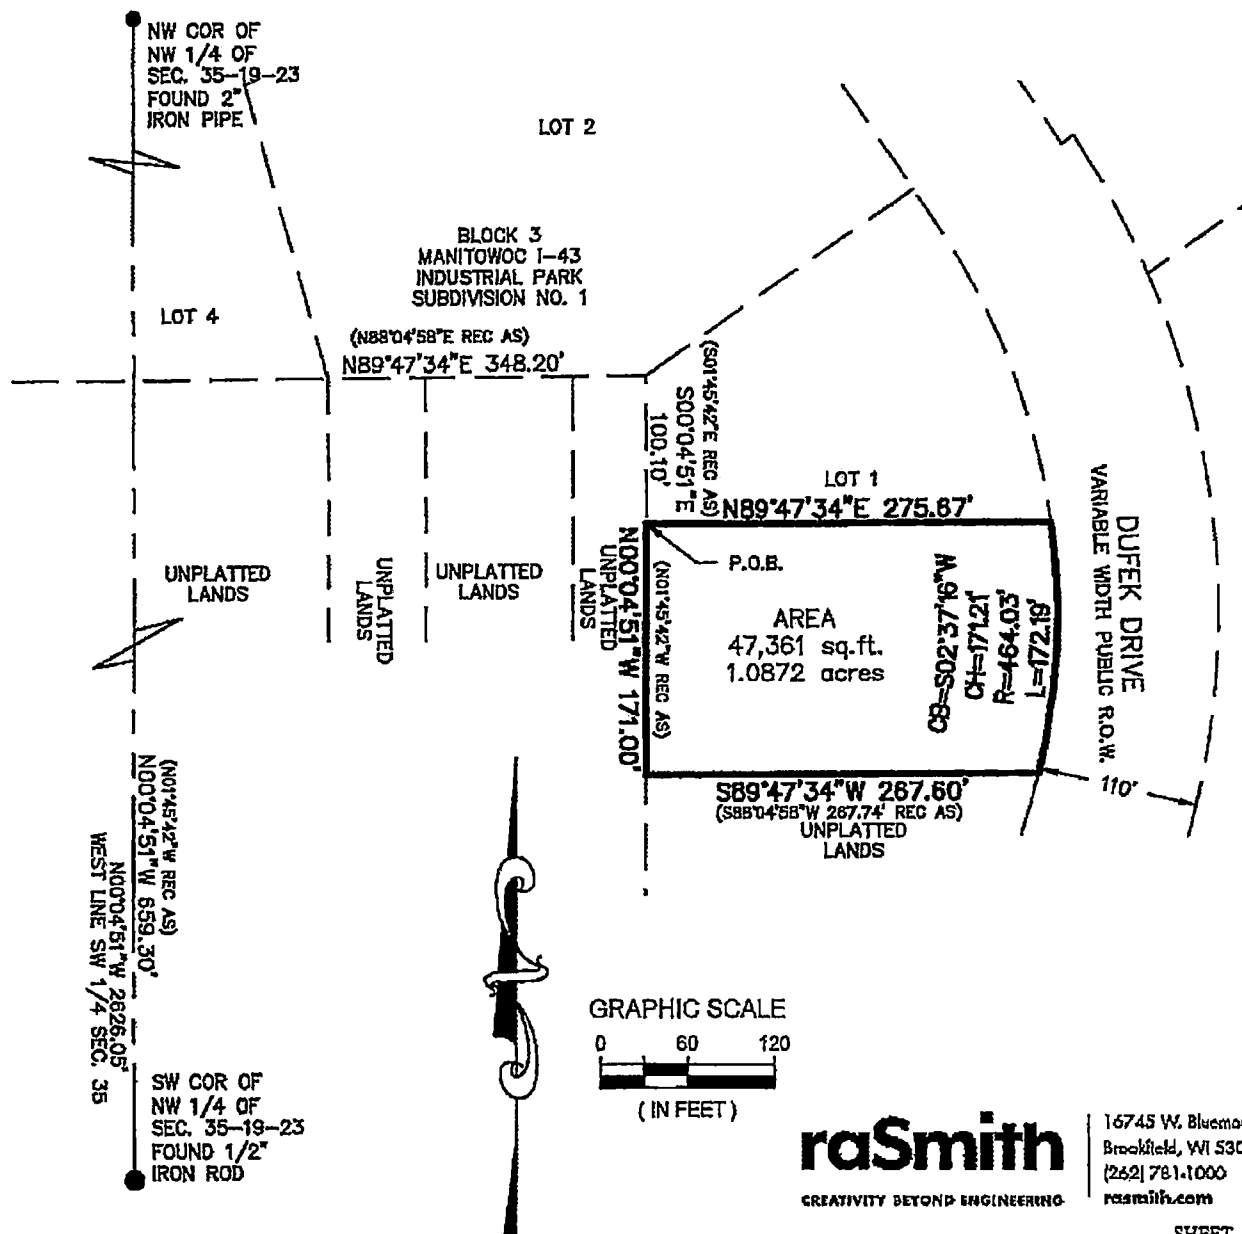 NW COR OF
NW 1/4 OF
SEC. 35-19-23
FOUND 2"
IRON PIPE
LOT 2
BLOCK 3
MANITOWOC I-43
INDUSTRIAL PARK
SUBDIVISION NO. 1
LOT 4
(N88°04'58"E REC AS)
N89°47'34"E 348.20'
(S01°45'42"E REC AS)
S00°04'51"E
100.10'
LOT 1
N89°47'34"E 275.67'
P.O.B.
UNPLATTED
LANDS
UNPLATTED
LANDS
UNPLATTED
LANDS
UNPLATTED
LANDS
N00°04'51"W 171.00'
(N01°45'42"W REC AS)
AREA
47,361 sq.ft.
1.0872 acres
CB=S02°37'16"W
CH=171.21'
R=464.03'
L=172.19'
DUFEK DRIVE
VARIABLE WIDTH PUBLIC R.O.W.
110'
S89°47'34"W 267.60'
(S88°04'58"W 267.74' REC AS)
UNPLATTED
LANDS
(N01°45'42"W REC AS)
N00°04'51"W 659.30'
N00°04'51"W 2626.05'
WEST LINE SW 1/4 SEC. 35
SW COR OF
NW 1/4 OF
SEC. 35-19-23
FOUND 1/2"
IRON ROD
GRAPHIC SCALE
0 60 120
( IN FEET )
raSmith
CREATIVITY BEYOND ENGINEERING
16745 W. Bluemo
Brookfield, WI 530
(262) 781-1000
rasmith.com
SHEET